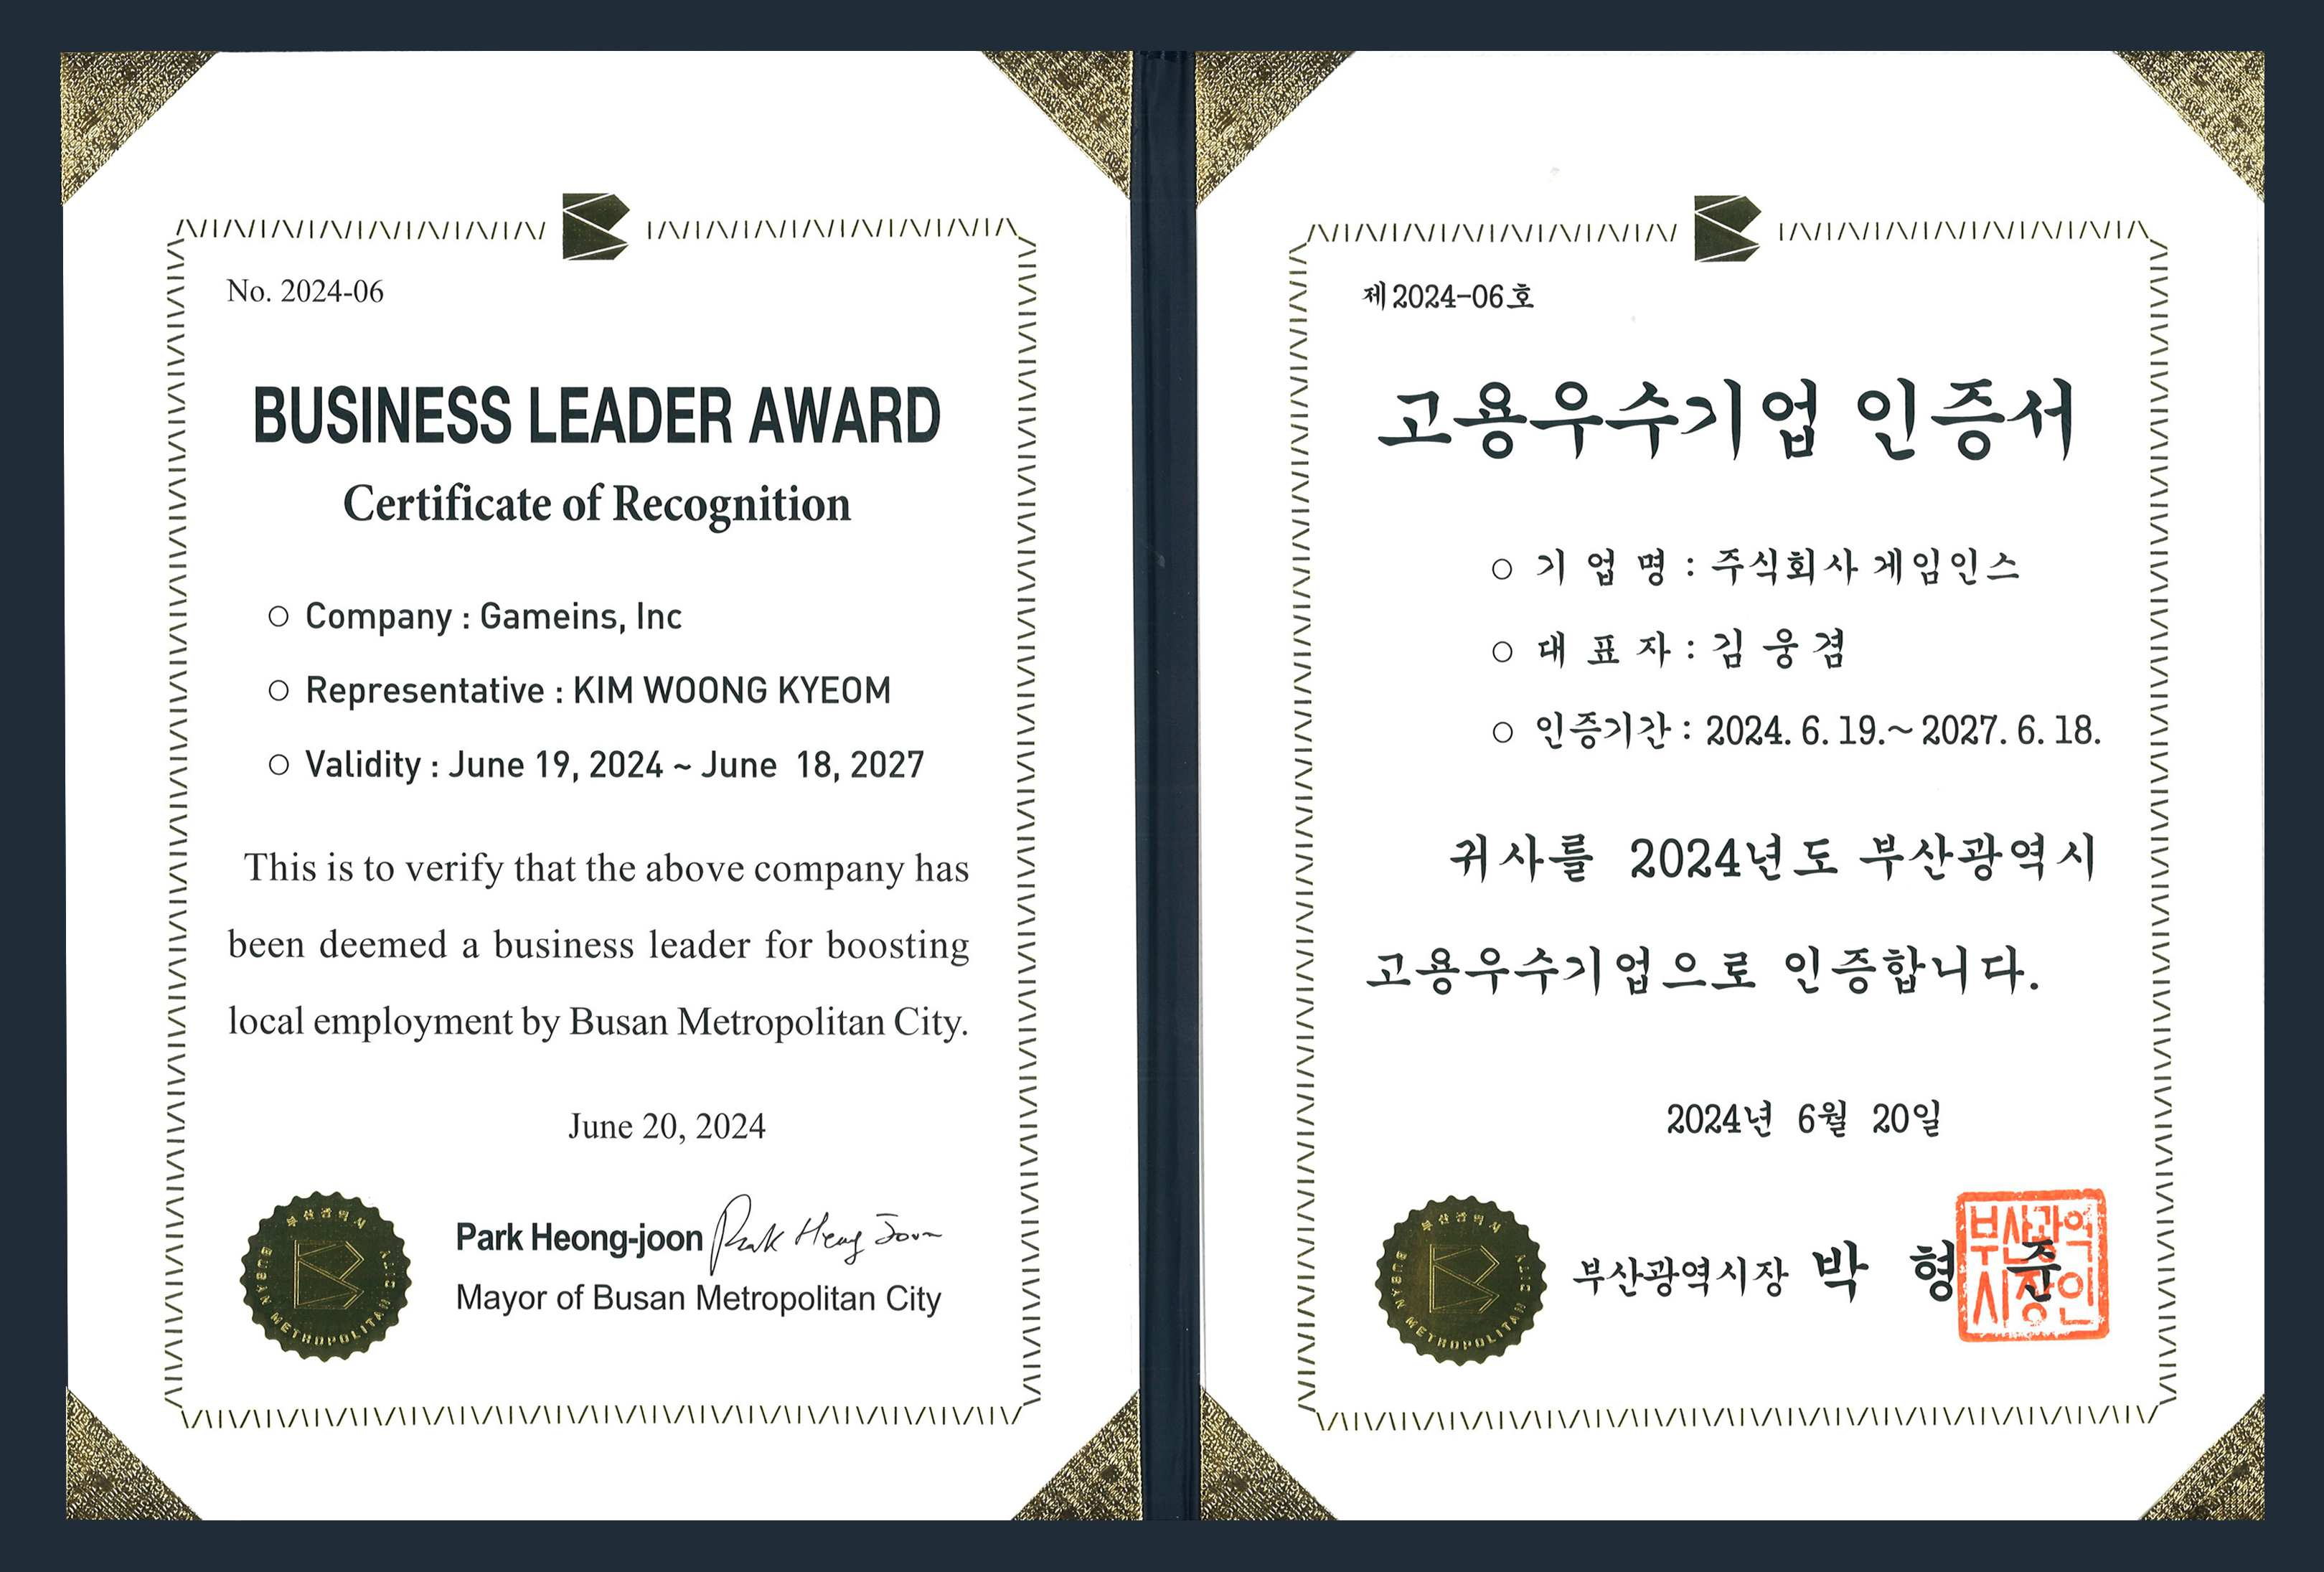 No. 2024-06
BUSINESS LEADER AWARD
Certificate of Recognition
○ Company : Gameins, Inc
○ Representative : KIM WOONG KYEOM
○ Validity : June 19, 2024 ~ June 18, 2027
This is to verify that the above company has
been deemed a business leader for boosting
local employment by Busan Metropolitan City.
June 20, 2024
부산광역시
BUSAN METROPOLITAN CITY
Park Heong-joon Park Heong Joon
Mayor of Busan Metropolitan City
제2024-06호
고용우수기업 인증서
○ 기 업 명 : 주식회사 게임인스
○ 대 표 자 : 김 웅 겸
○ 인증기간 : 2024. 6. 19.~ 2027. 6. 18.
귀사를 2024년도 부산광역시
고용우수기업으로 인증합니다.
2024년 6월 20일
부산광역시
BUSAN METROPOLITAN CITY
부산광역시장 박 형 준
부산광역
시장인